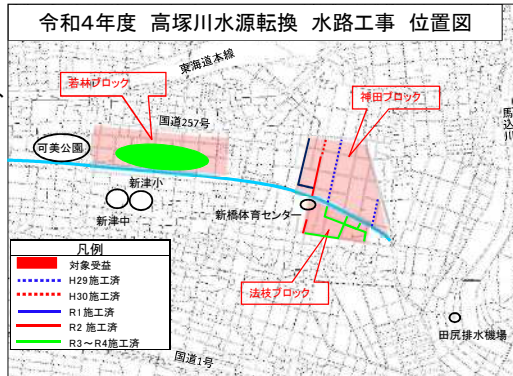 令和4年度 高塚川水源転換 水路工事 位置図
東海道本線
若林ブロック
神田ブロック
国道257号
馬込川
可美公園
新津小
新津中
新橋体育センター
凡例
対象受益
H29施工済
H30施工済
R1施工済
R2 施工済
R3~R4施工済
法枝ブロック
田尻排水機場
国道1号